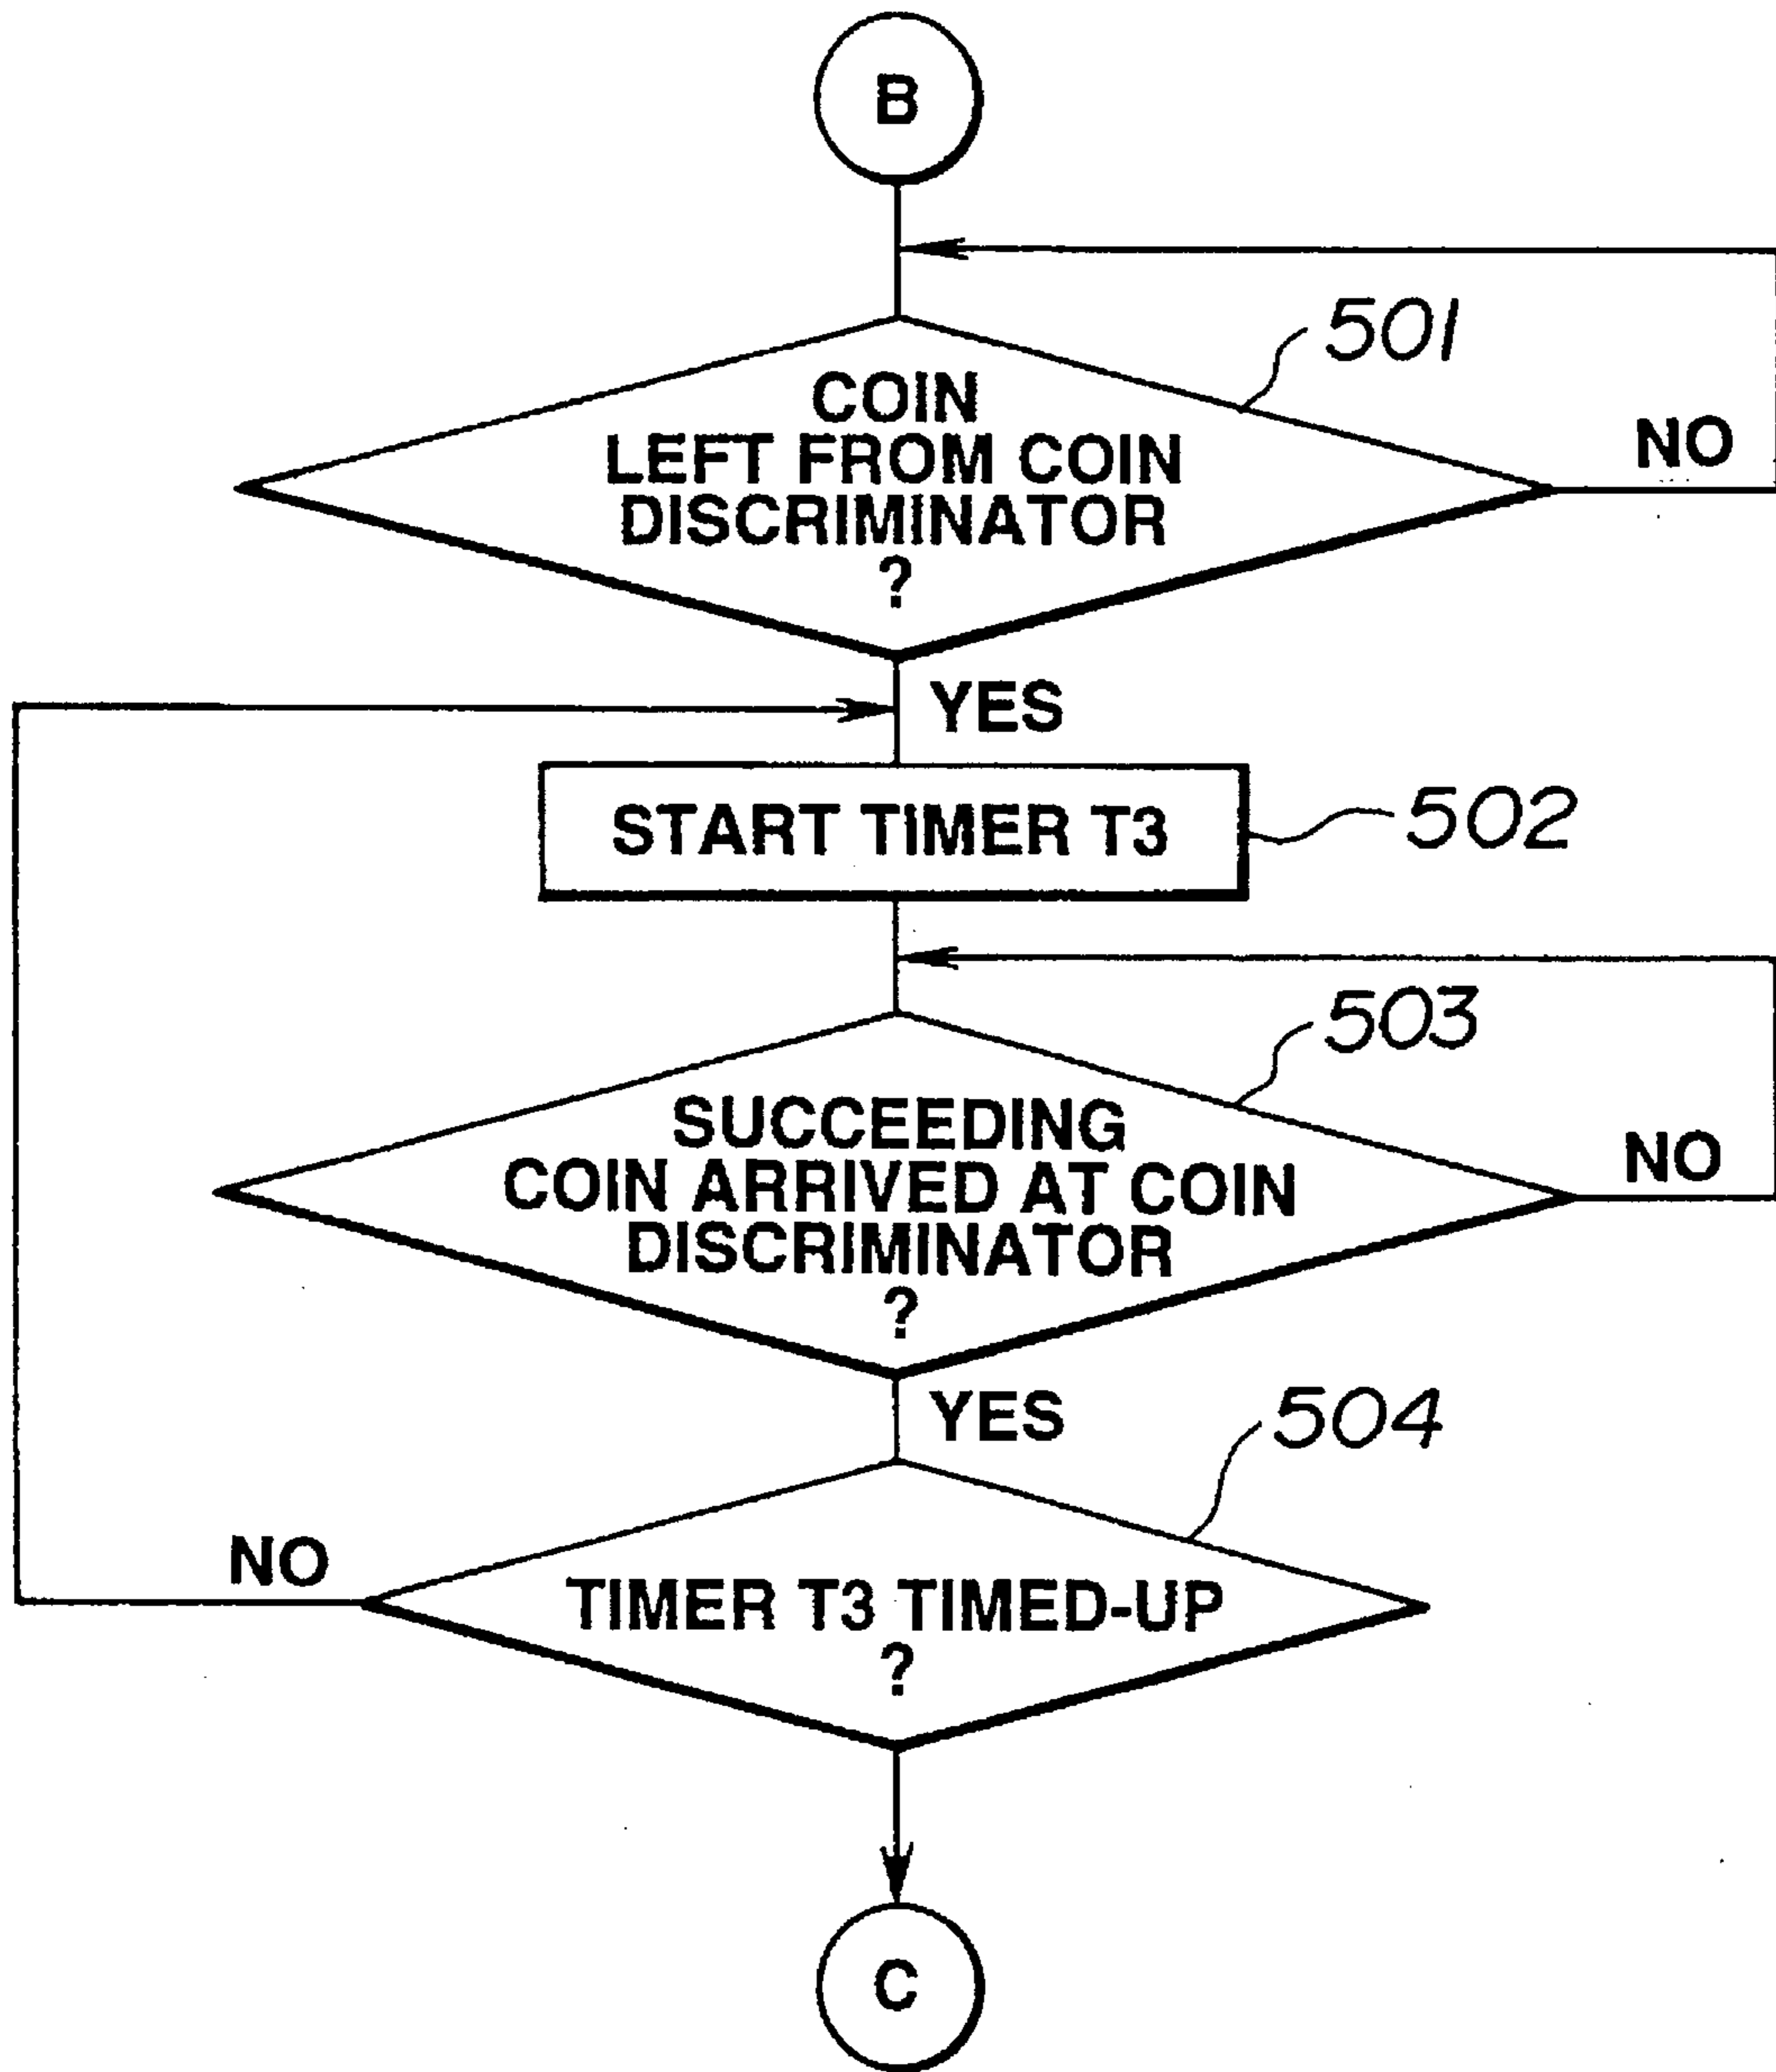 B
501
COIN
LEFT FROM COIN
DISCRIMINATOR
?
NO
YES
START TIMER T3
502
503
SUCCEEDING
COIN ARRIVED AT COIN
DISCRIMINATOR
?
NO
YES
504
NO
TIMER T3 TIMED-UP
?
C